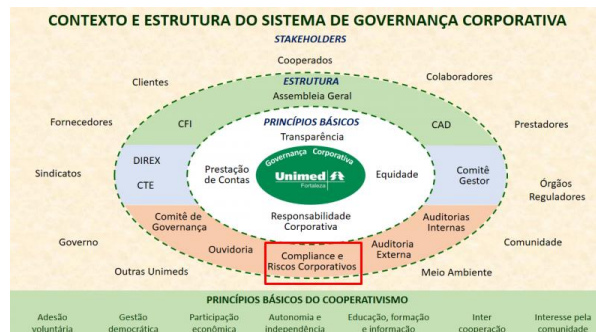 CONTEXTO E ESTRUTURA DO SISTEMA DE GOVERNANÇA CORPORATIVA
STAKEHOLDERS
Cooperados
Clientes
Colaboradores
ESTRUTURA
Assembleia Geral
Fornecedores
CFI
CAD
Prestadores
PRINCÍPIOS BÁSICOS
Transparência
Governança Corporativa
Unimed
Fortaleza
Sindicatos
DIREX
CTE
Prestação
de Contas
Equidade
Comitê
Gestor
Órgãos
Reguladores
Responsabilidade
Corporativa
Comitê de
Governança
Auditorias
Internas
Governo
Ouvidoria
Compliance e
Riscos Corporativos
Auditoria
Externa
Comunidade
Outras Unimeds
Meio Ambiente
PRINCÍPIOS BÁSICOS DO COOPERATIVISMO
Adesão
voluntária
Gestão
democrática
Participação
econômica
Autonomia e
independência
Educação, formação
e informação
Inter
cooperação
Interesse pela
comunidade